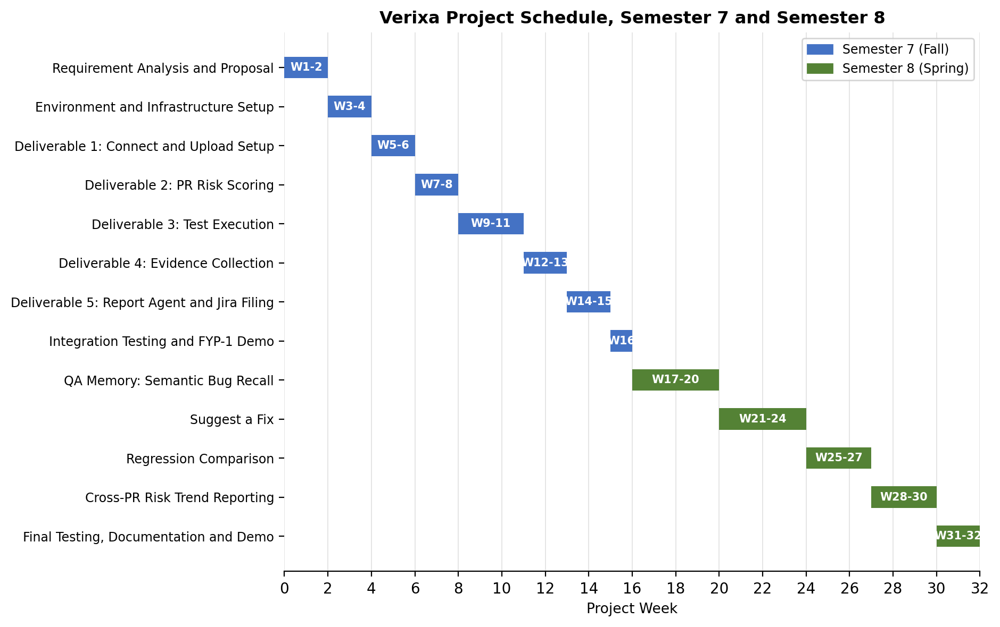 Verixa Project Schedule, Semester 7 and Semester 8
Semester 7 (Fall)
Semester 8 (Spring)
Requirement Analysis and Proposal W1-2
Environment and Infrastructure Setup W3-4
Deliverable 1: Connect and Upload Setup W5-6
Deliverable 2: PR Risk Scoring W7-8
Deliverable 3: Test Execution W9-11
Deliverable 4: Evidence Collection W12-13
Deliverable 5: Report Agent and Jira Filing W14-15
Integration Testing and FYP-1 Demo W16
QA Memory: Semantic Bug Recall W17-20
Suggest a Fix W21-24
Regression Comparison W25-27
Cross-PR Risk Trend Reporting W28-30
Final Testing, Documentation and Demo W31-32
0 2 4 6 8 10 12 14 16 18 20 22 24 26 28 30 32
Project Week